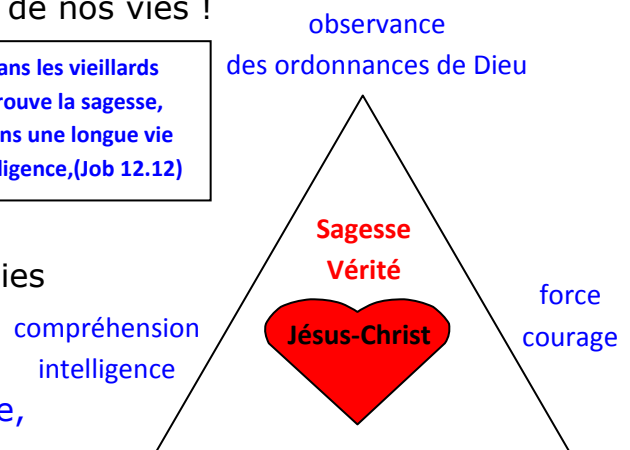 de nos vies !
observance
des ordonnances de Dieu
ans les vieillards
rouve la sagesse,
ns une longue vie
ligence,(Job 12.12)
Sagesse
Vérité
Jésus-Christ
ies
compréhension
intelligence
force
courage
e,